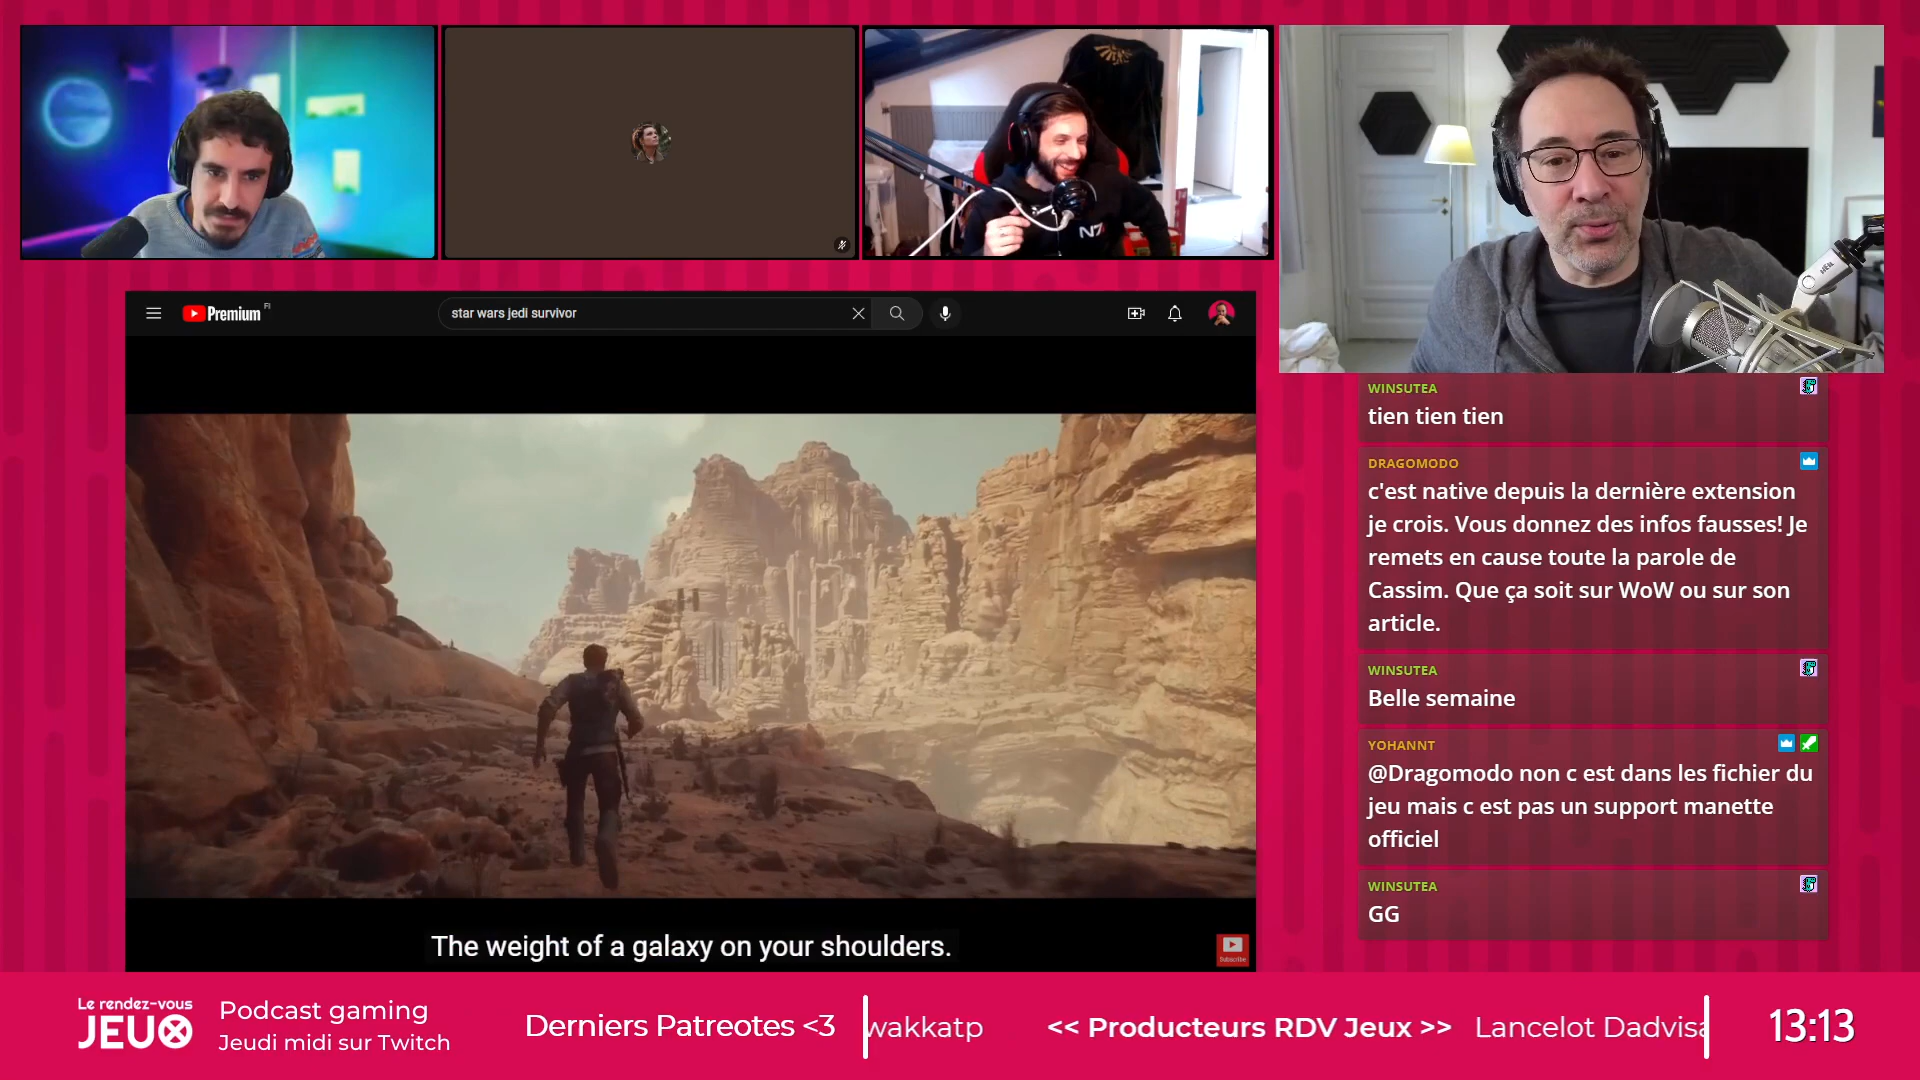 N7
Premium
FI
star wars jedi survivor
The weight of a galaxy on your shoulders.
Subscribe
WINSUTEA
tien tien tien
DRAGOMODO
c'est native depuis la dernière extension
je crois. Vous donnez des infos fausses! Je
remets en cause toute la parole de
Cassim. Que ça soit sur WoW ou sur son
article.
WINSUTEA
Belle semaine
YOHANNT
@Dragomodo non c est dans les fichier du
jeu mais c est pas un support manette
officiel
WINSUTEA
GG
Le rendez-vous
JEUX
Podcast gaming
Jeudi midi sur Twitch
Derniers Patreotes <3
wakkatp
<< Producteurs RDV Jeux >>
Lancelot Dadvisa
13:13